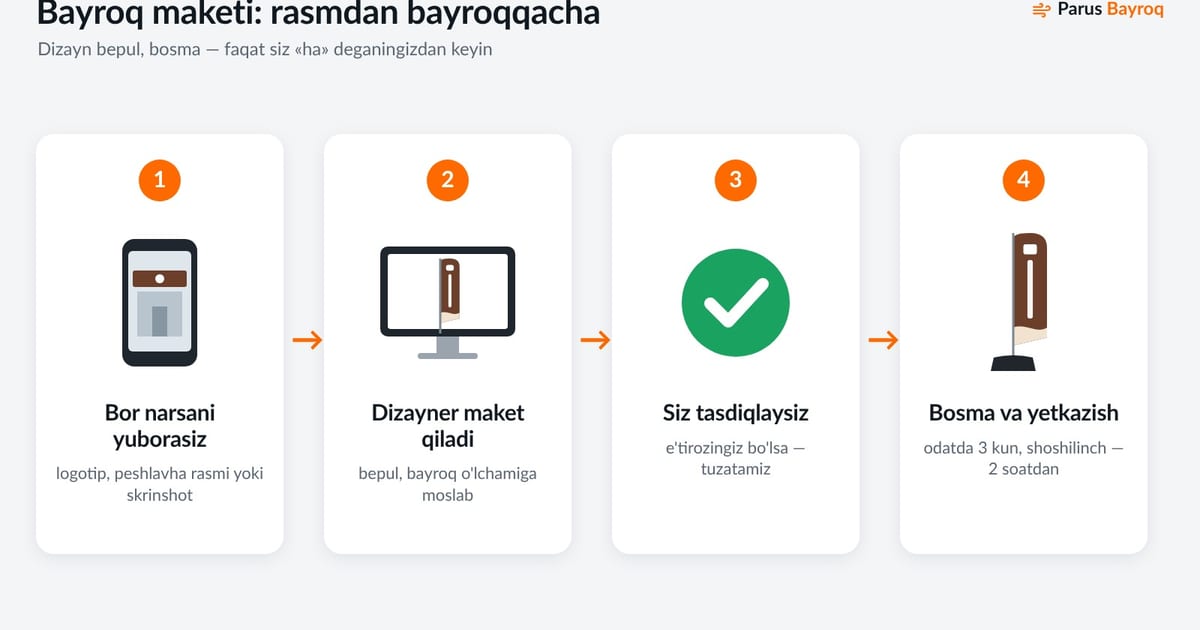 Bayroq maketi: rasmdan bayroqqacha
Parus Bayroq
Dizayn bepul, bosma — faqat siz «ha» deganingizdan keyin
1
Bor narsani
yuborasiz
logotip, peshlavha rasmi yoki
skrinshot
2
Dizayner maket
qiladi
bepul, bayroq o'lchamiga
moslab
3
Siz tasdiqlaysiz
e'tirozingiz bo'lsa —
tuzatamiz
4
Bosma va yetkazish
odatda 3 kun, shoshilinch —
2 soatdan